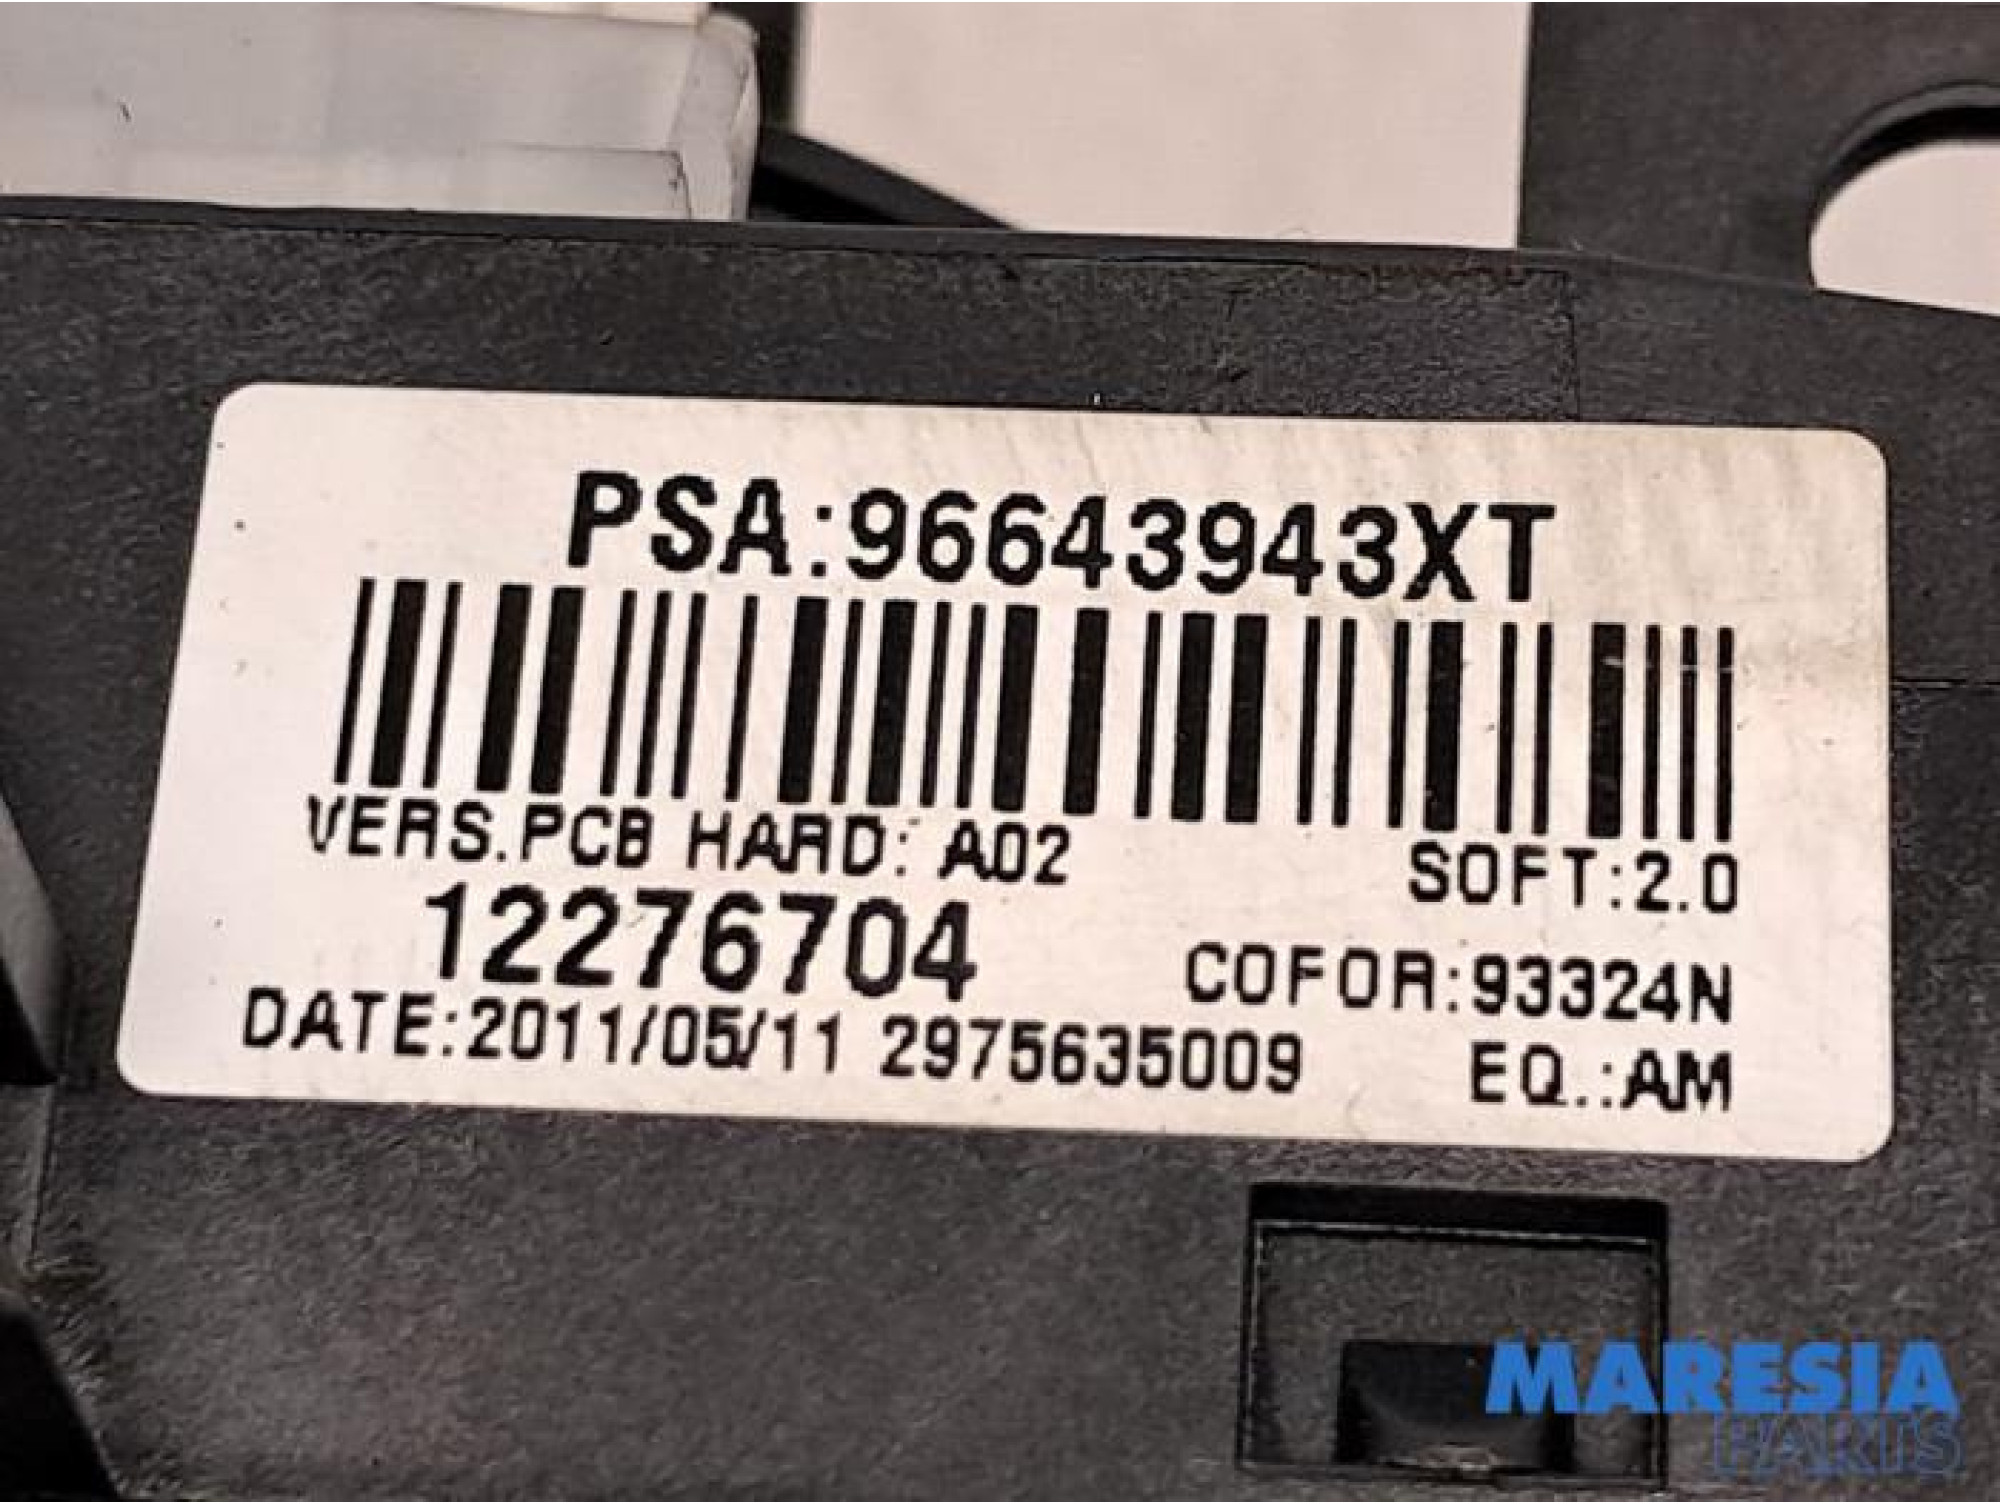 PSA:96643943XT
VERS.PCB HARD: A02 SOFT:2.0
12276704 COFOR:93324N
DATE:2011/05/11 2975635009 EQ.:AM
MARESIA
PARTS